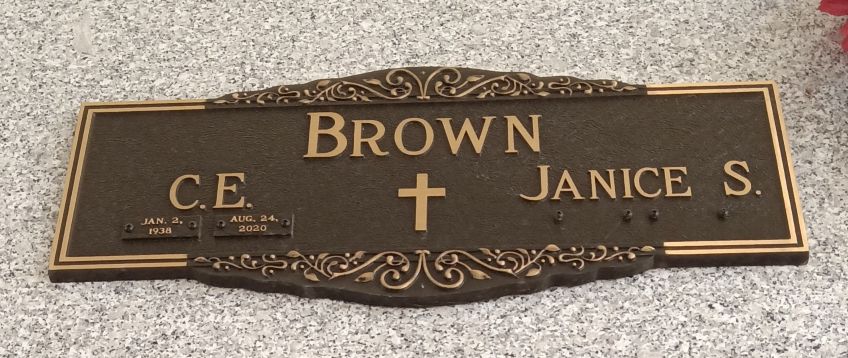 BROWN
C.E.
JANICE S.
JAN. 2,
1938
AUG. 24,
2020